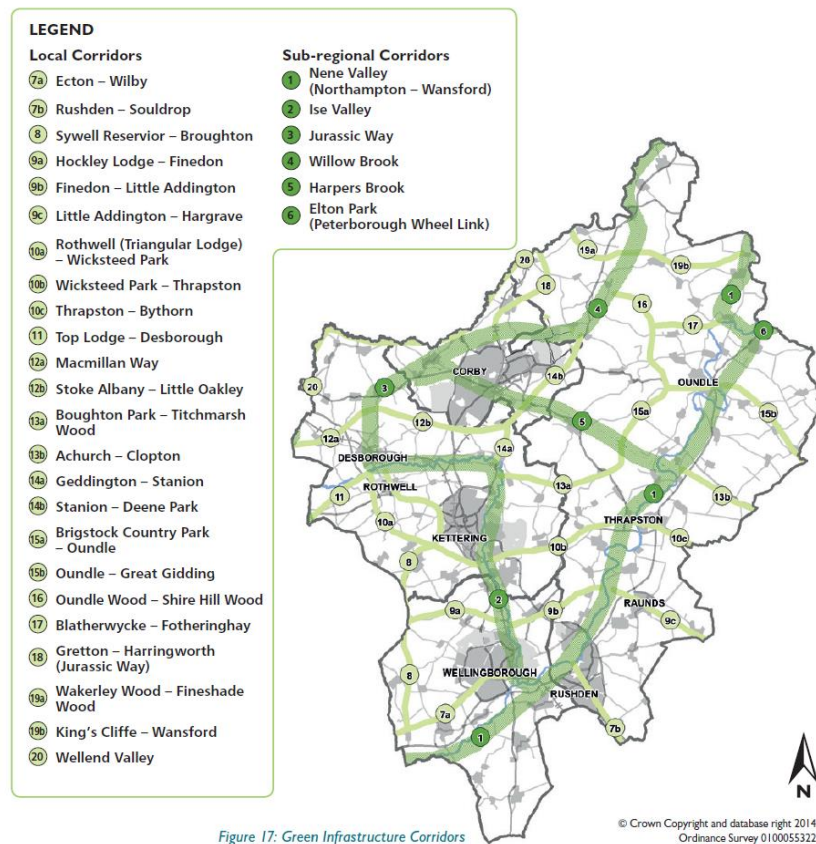 LEGEND
Local Corridors
7a Ecton – Wilby
7b Rushden – Souldrop
8 Sywell Reservior – Broughton
9a Hockley Lodge – Finedon
9b Finedon – Little Addington
9c Little Addington – Hargrave
10a Rothwell (Triangular Lodge)
– Wicksteed Park
10b Wicksteed Park – Thrapston
10c Thrapston – Bythorn
11 Top Lodge – Desborough
12a Macmillan Way
12b Stoke Albany – Little Oakley
13a Boughton Park – Titchmarsh
Wood
13b Achurch – Clopton
14a Geddington – Stanion
14b Stanion – Deene Park
15a Brigstock Country Park
– Oundle
15b Oundle – Great Gidding
16 Oundle Wood – Shire Hill Wood
17 Blatherwycke – Fotheringhay
18 Gretton – Harringworth
(Jurassic Way)
19a Wakerley Wood – Fineshade
Wood
19b King's Cliffe – Wansford
20 Wellend Valley
Sub-regional Corridors
1 Nene Valley
(Northampton – Wansford)
2 Ise Valley
3 Jurassic Way
4 Willow Brook
5 Harpers Brook
6 Elton Park
(Peterborough Wheel Link)
20
19a
19b
18
16
1
4
17
6
CORBY
14b
OUNDLE
20
3
15a
15b
12b
5
12a
14a
DESBOROUGH
13a
1
13b
ROTHWELL
11
10a
THRAPSTON
KETTERING
10b
10c
8
2
9a
9b
RAUNDS
9c
8
WELLINGBOROUGH
RUSHDEN
7a
7b
1
N
Figure 17: Green Infrastructure Corridors
© Crown Copyright and database right 2014
Ordinance Survey 0100055322